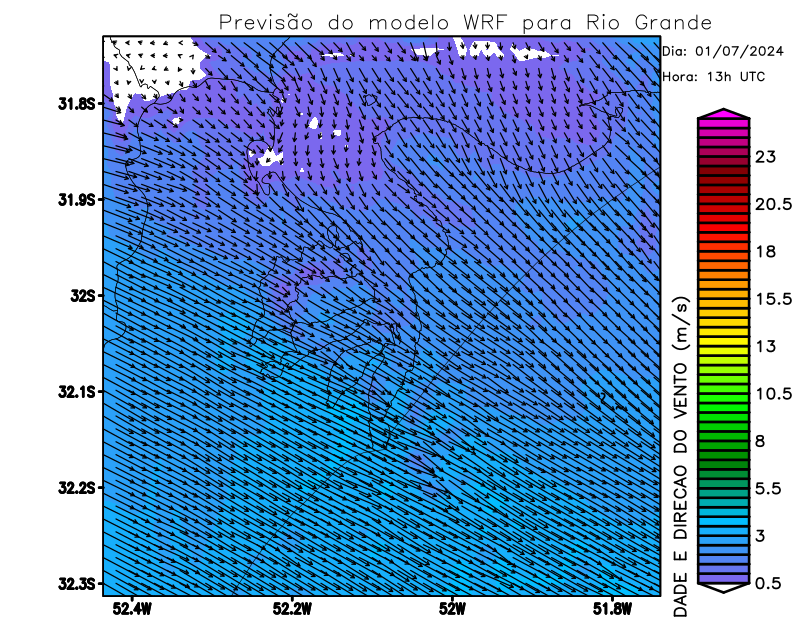 Previsão do modelo WRF para Rio Grande
Dia: 01/07/2024
Hora: 13h UTC
31.8S
31.9S
32S
32.1S
32.2S
32.3S
52.4W
52.2W
52W
51.8W
23
20.5
18
15.5
13
10.5
8
5.5
3
0.5
DADE E DIRECAO DO VENTO (m/s)